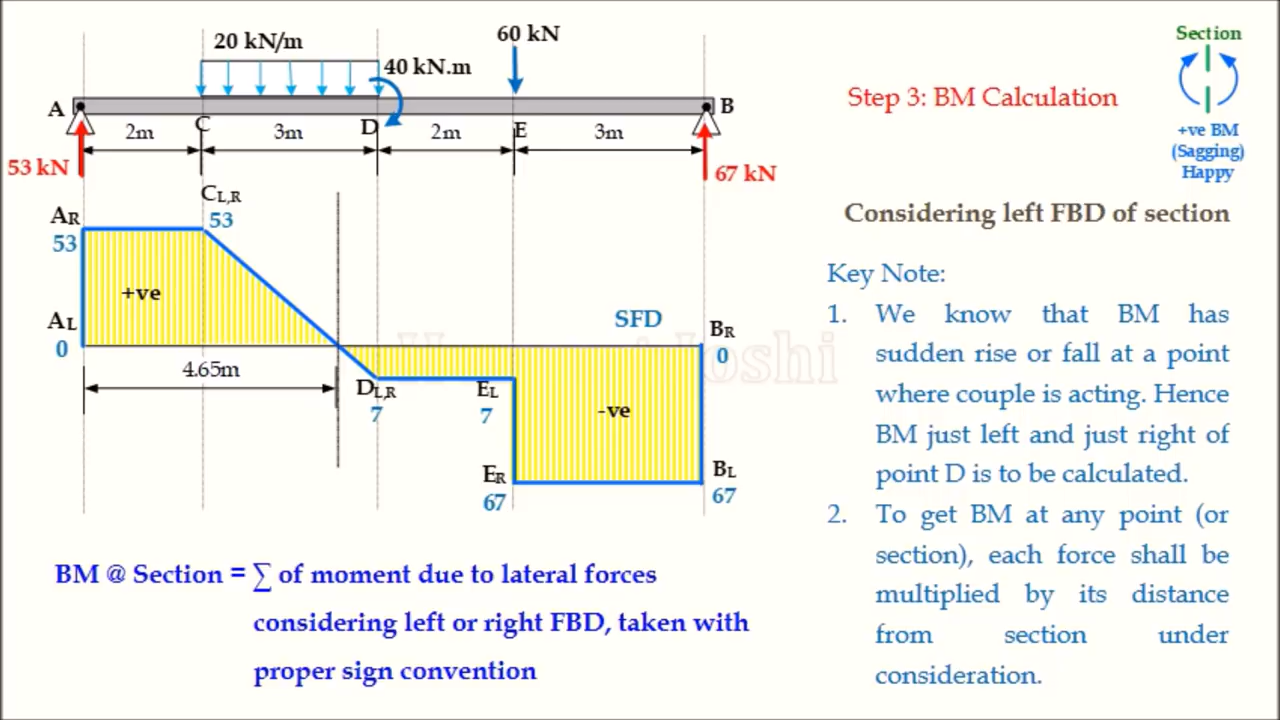 20 kN/m
60 kN
40 kN.m
A
B
C
D
E
2m
3m
2m
3m
53 kN
67 kN
Step 3: BM Calculation
Section
+ve BM
(Sagging)
Happy
Considering left FBD of section
CL,R
53
AR
53
+ve
AL
0
4.65m
SFD
BR
0
DL,R
7
EL
7
-ve
ER
67
BL
67
Key Note:
1. We know that BM has
sudden rise or fall at a point
where couple is acting. Hence
BM just left and just right of
point D is to be calculated.
2. To get BM at any point (or
section), each force shall be
multiplied by its distance
from section under
consideration.
BM @ Section = ∑ of moment due to lateral forces
considering left or right FBD, taken with
proper sign convention